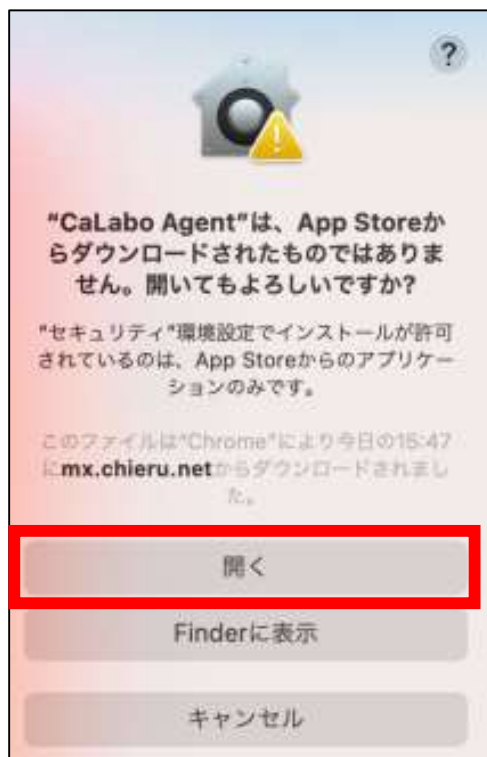 ?
"CaLabo Agent"は、App Storeか
らダウンロードされたものではありま
せん。開いてもよろしいですか?
"セキュリティ"環境設定でインストールが許可
されているのは、App Storeからのアプリケー
ションのみです。
このファイルは"Chrome"により今日の15:47
にmx.chieru.netからダウンロードされまし
た。
開く
Finderに表示
キャンセル